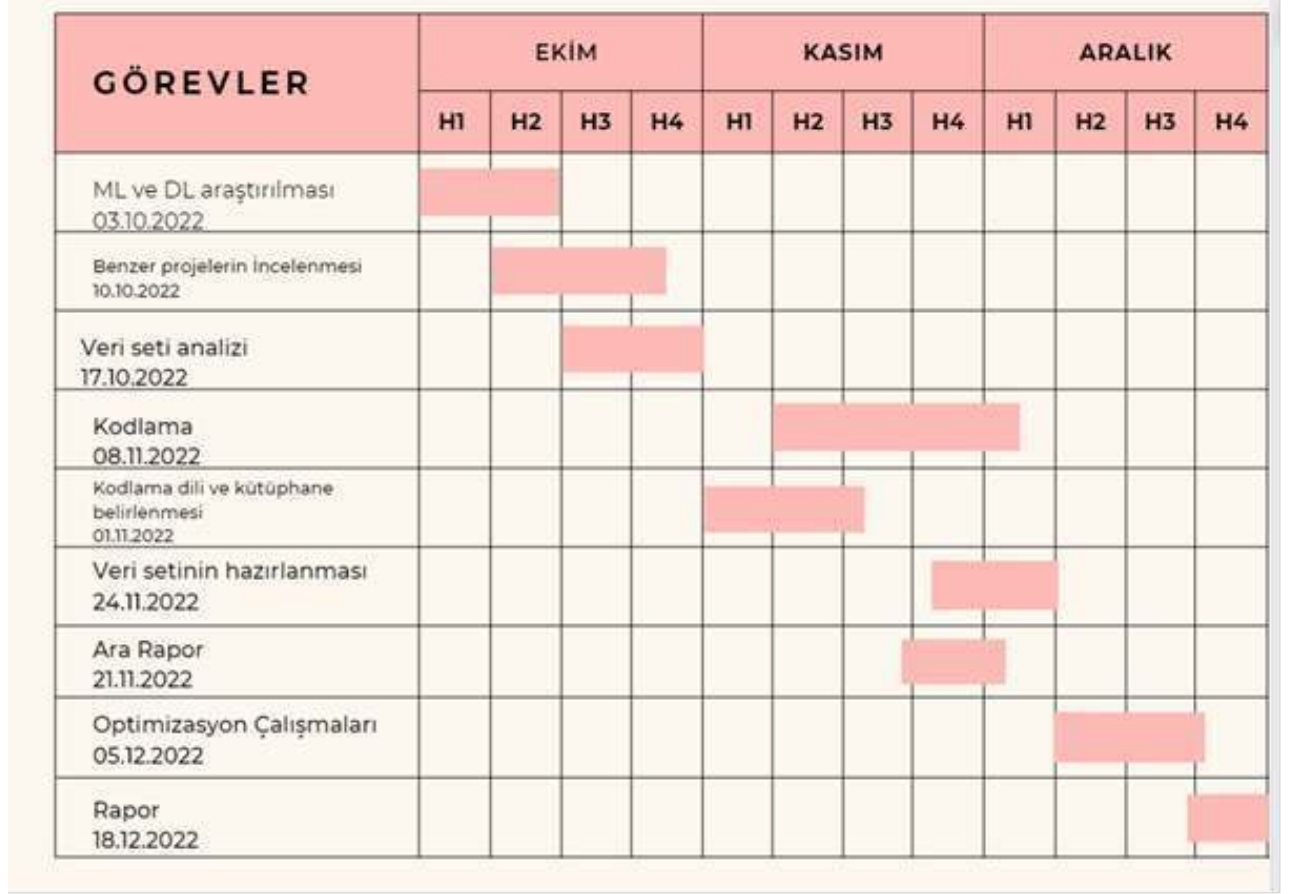 GÖREVLER
EKİM KASIM ARALIK
H1 H2 H3 H4 H1 H2 H3 H4 H1 H2 H3 H4
ML ve DL araştırılması
03.10.2022
Benzer projelerin İncelenmesi
10.10.2022
Veri seti analizi
17.10.2022
Kodlama
08.11.2022
Kodlama dili ve kütüphane
belirlenmesi
01.11.2022
Veri setinin hazırlanması
24.11.2022
Ara Rapor
21.11.2022
Optimizasyon Çalışmaları
05.12.2022
Rapor
18.12.2022